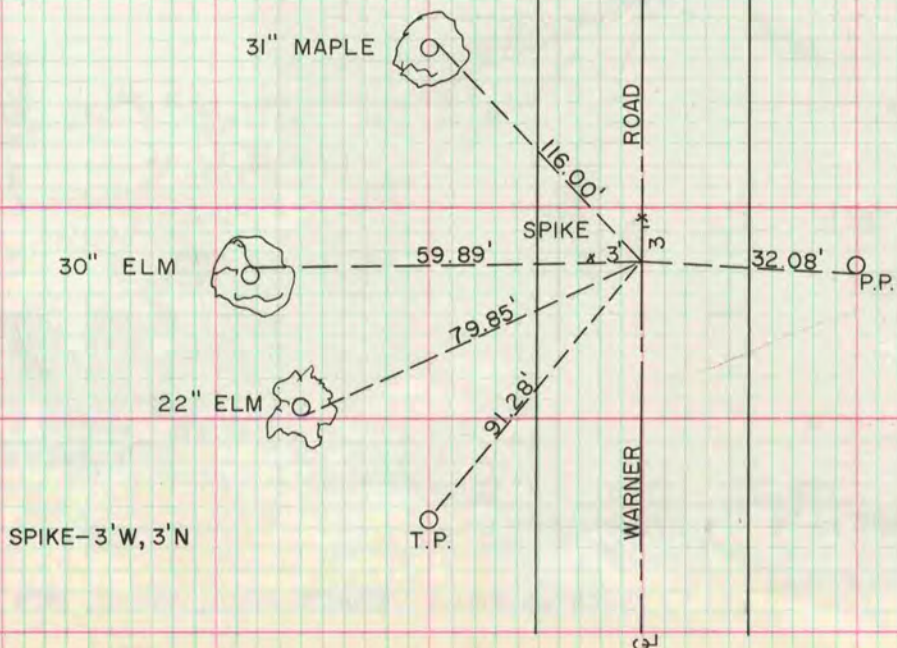 31" MAPLE
ROAD
116.00'
SPIKE
30" ELM
59.89'
3'
3'
32.08'
P.P.
79.85'
22" ELM
91.28'
WARNER
SPIKE-3'W, 3'N
T.P.
℄